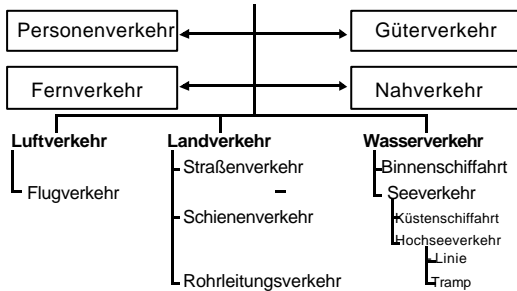 Personenverkehr Güterverkehr
Fernverkehr Nahverkehr
Luftverkehr Landverkehr Wasserverkehr
Straßenverkehr Binnenschiffahrt
Flugverkehr – Seeverkehr
Schienenverkehr Küstenschiffahrt
Hochseeverkehr
Linie
Rohrleitungsverkehr Tramp